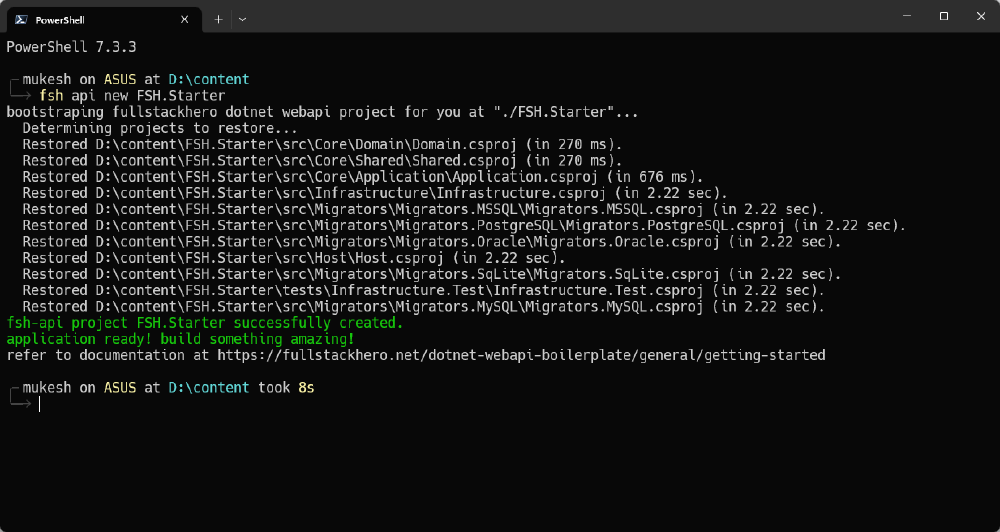 PowerShell
PowerShell 7.3.3
mukesh on ASUS at D:\content
fsh api new FSH.Starter
bootstraping fullstackhero dotnet webapi project for you at "./FSH.Starter"...
Determining projects to restore...
Restored D:\content\FSH.Starter\src\Core\Domain\Domain.csproj (in 270 ms).
Restored D:\content\FSH.Starter\src\Core\Shared\Shared.csproj (in 270 ms).
Restored D:\content\FSH.Starter\src\Core\Application\Application.csproj (in 676 ms).
Restored D:\content\FSH.Starter\src\Infrastructure\Infrastructure.csproj (in 2.22 sec).
Restored D:\content\FSH.Starter\src\Migrators\Migrators.MSSQL\Migrators.MSSQL.csproj (in 2.22 sec).
Restored D:\content\FSH.Starter\src\Migrators\Migrators.PostgreSQL\Migrators.PostgreSQL.csproj (in 2.22 sec).
Restored D:\content\FSH.Starter\src\Migrators\Migrators.Oracle\Migrators.Oracle.csproj (in 2.22 sec).
Restored D:\content\FSH.Starter\src\Host\Host.csproj (in 2.22 sec).
Restored D:\content\FSH.Starter\src\Migrators\Migrators.SqLite\Migrators.SqLite.csproj (in 2.22 sec).
Restored D:\content\FSH.Starter\tests\Infrastructure.Test\Infrastructure.Test.csproj (in 2.22 sec).
Restored D:\content\FSH.Starter\src\Migrators\Migrators.MySQL\Migrators.MySQL.csproj (in 2.22 sec).
fsh-api project FSH.Starter successfully created.
application ready! build something amazing!
refer to documentation at https://fullstackhero.net/dotnet-webapi-boilerplate/general/getting-started
mukesh on ASUS at D:\content took 8s